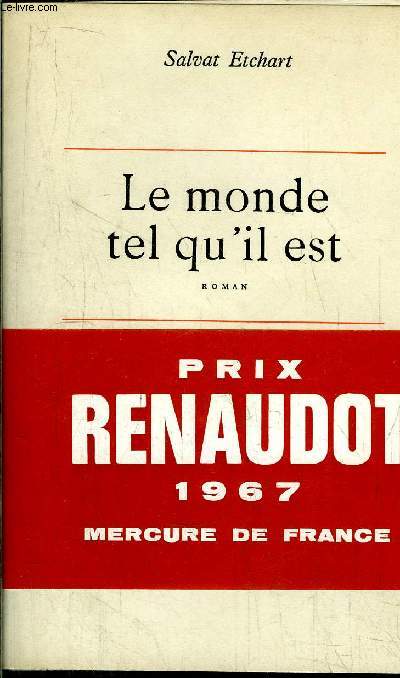 Le-livre.com
Salvat Etchart
Le monde
tel qu'il est
ROMAN
PRIX
RENAUDOT
1967
MERCURE DE FRANCE